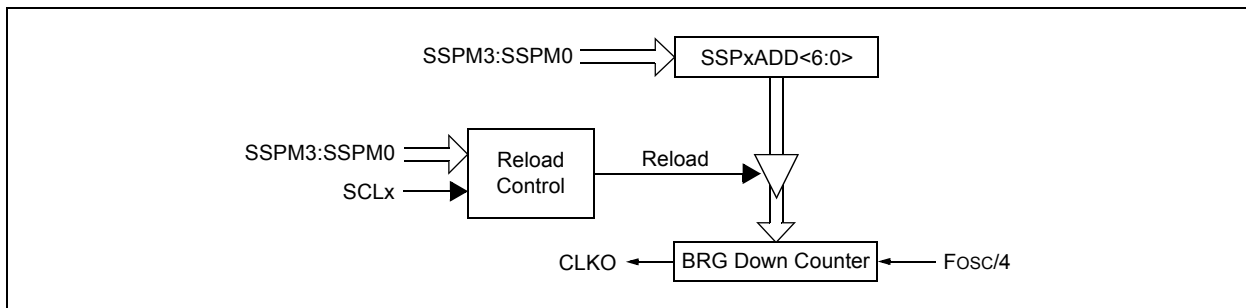 SSPM3:SSPM0
SSPxADD<6:0>
SSPM3:SSPM0
Reload
Control
Reload
SCLx
CLKO
BRG Down Counter
FOSC/4